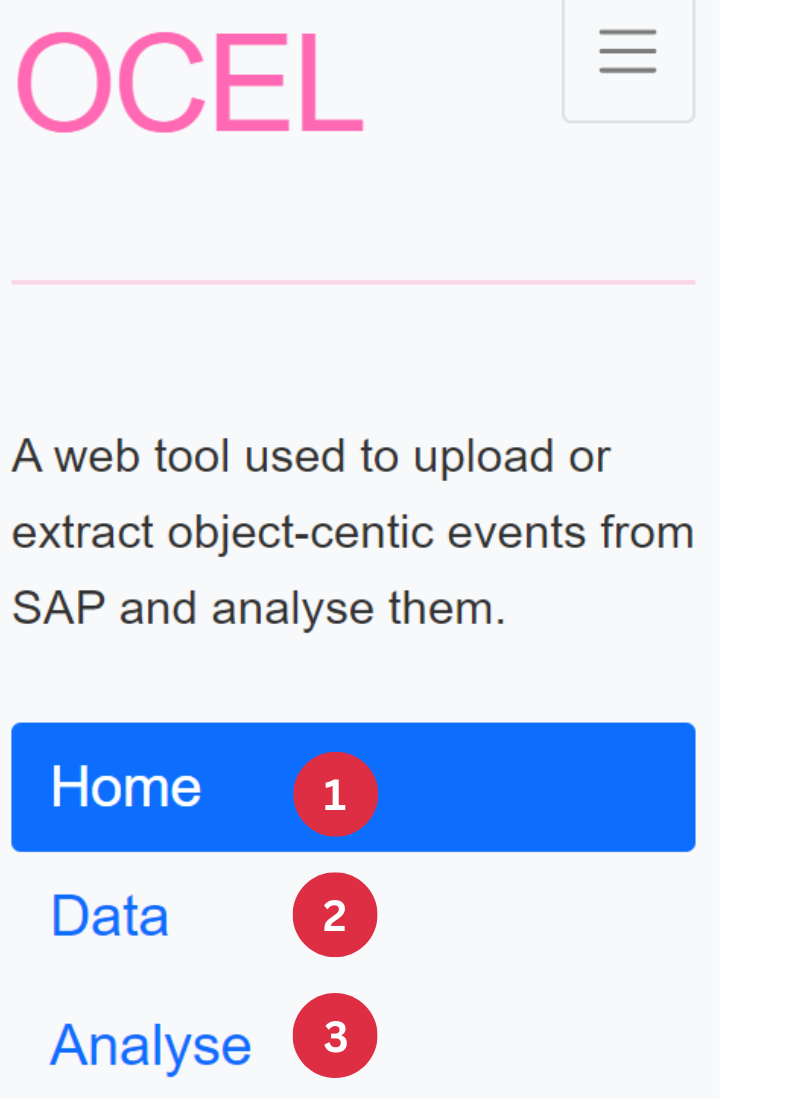 OCEL
A web tool used to upload or
extract object-centic events from
SAP and analyse them.
Home 1
Data 2
Analyse 3